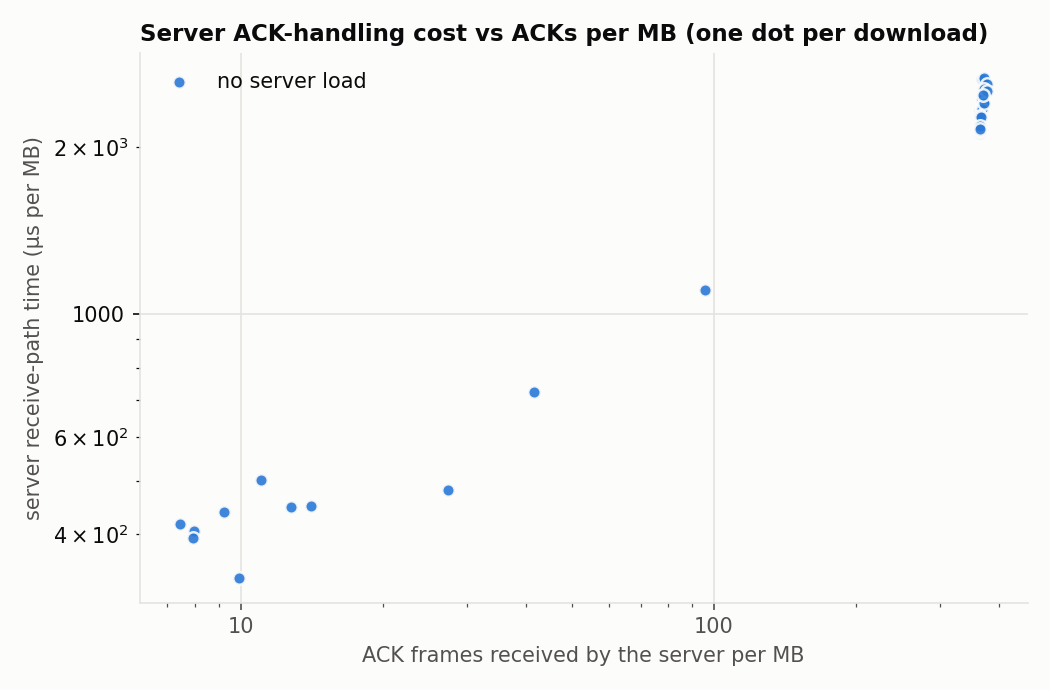 Server ACK-handling cost vs ACKs per MB (one dot per download)
no server load
server receive-path time (µs per MB)
2 × 10³
1000
6 × 10²
4 × 10²
10
100
ACK frames received by the server per MB